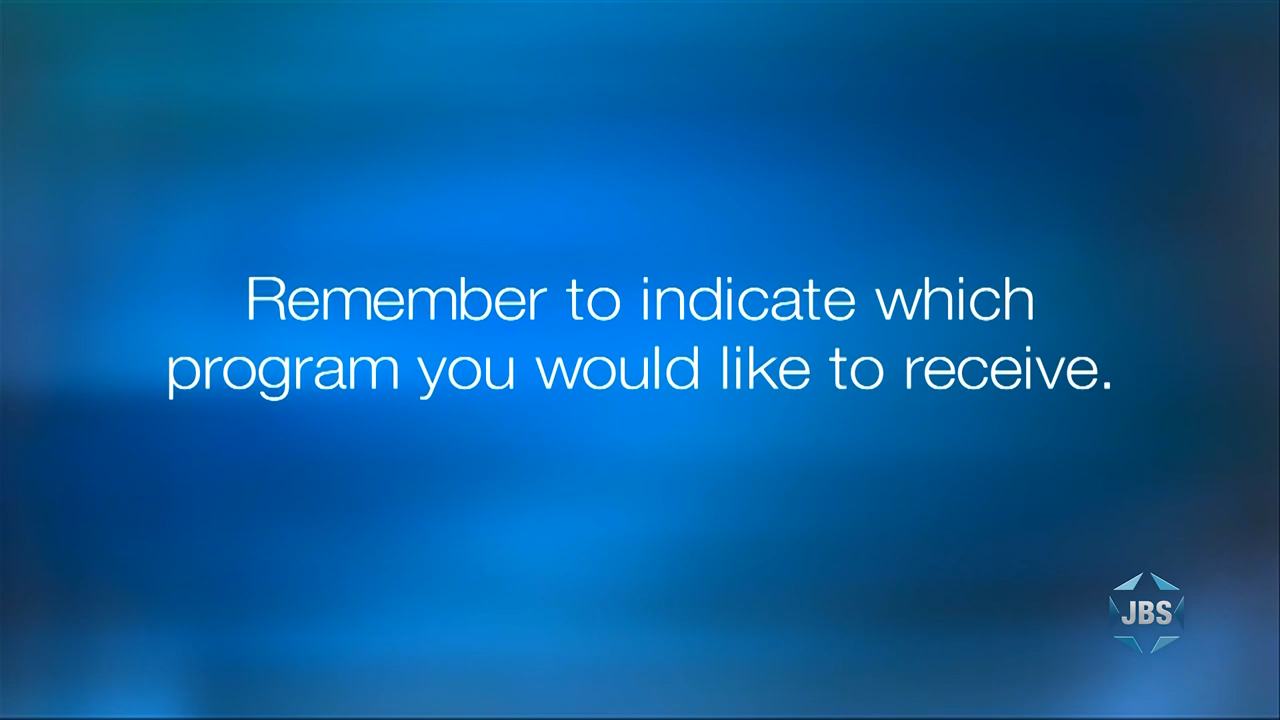 Remember to indicate which
program you would like to receive.
JBS